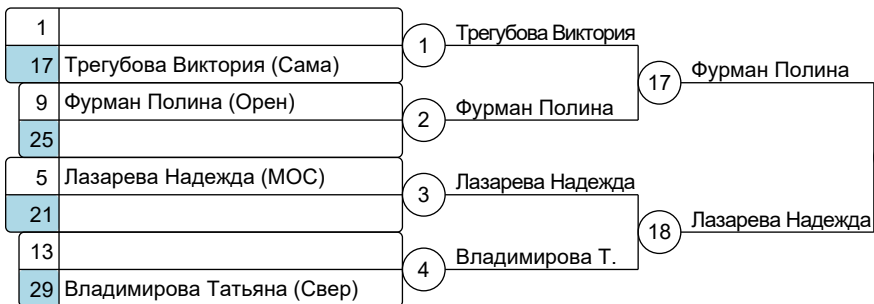 1
17 Трегубова Виктория (Сама)
1 Трегубова Виктория
9 Фурман Полина (Орен)
25
2 Фурман Полина
17 Фурман Полина
5 Лазарева Надежда (МОС)
21
3 Лазарева Надежда
13
29 Владимирова Татьяна (Свер)
4 Владимирова Т.
18 Лазарева Надежда